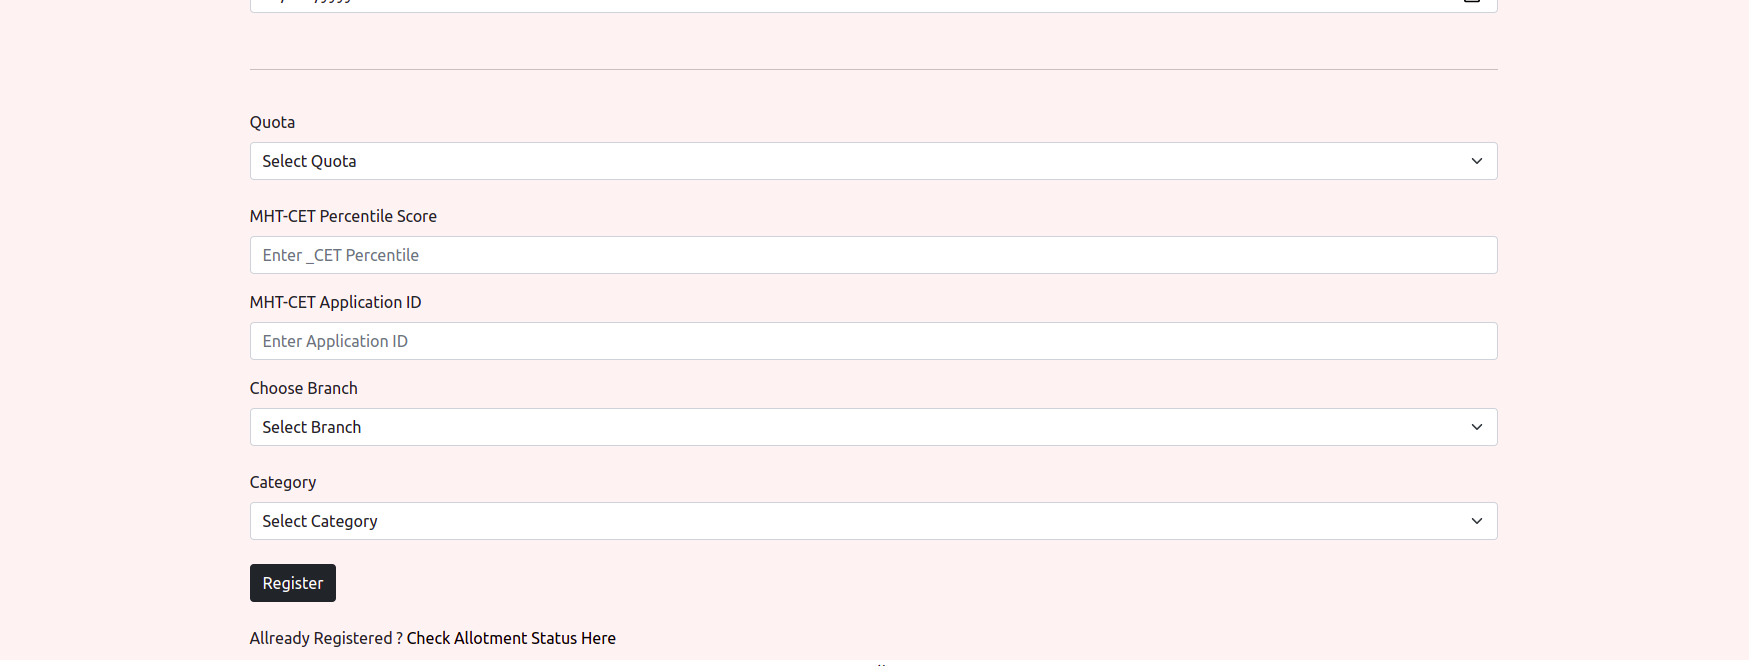 Quota
Select Quota
MHT-CET Percentile Score
Enter _CET Percentile
MHT-CET Application ID
Enter Application ID
Choose Branch
Select Branch
Category
Select Category
Register
Allready Registered ? Check Allotment Status Here